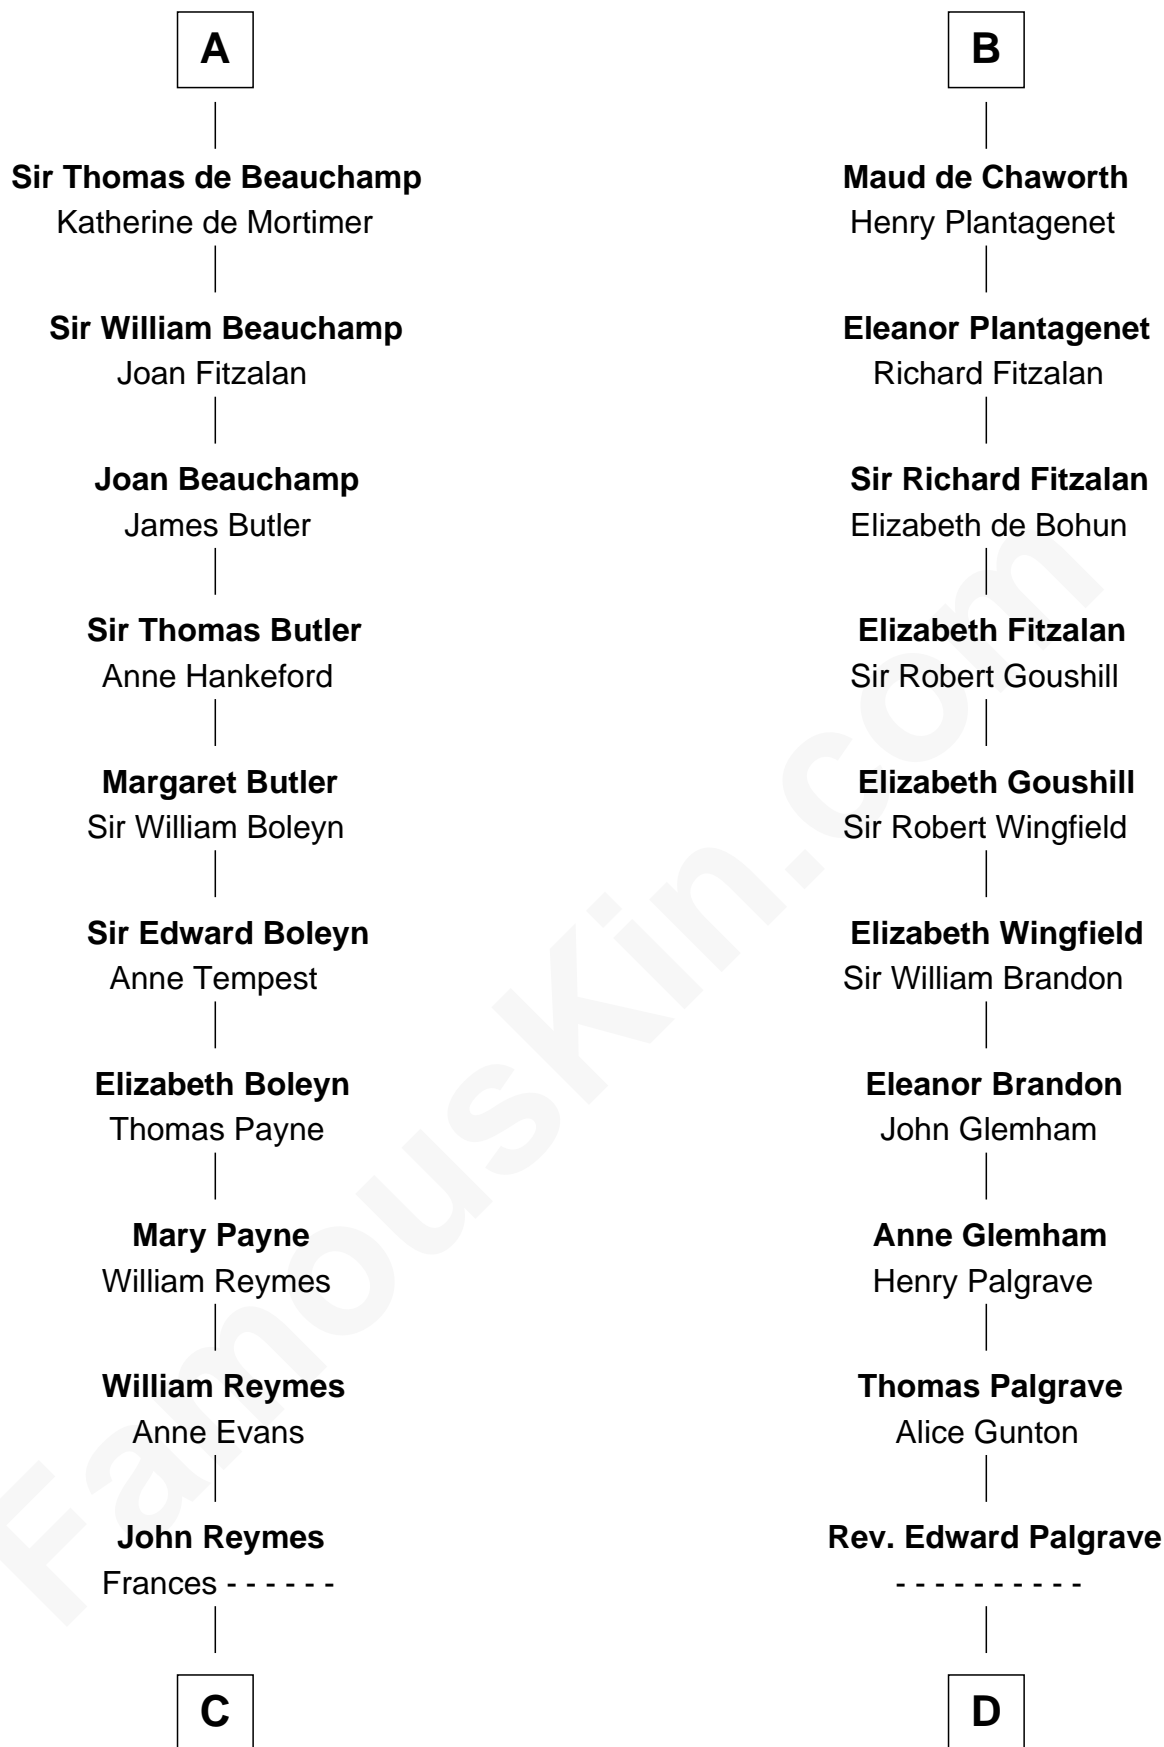 A
Sir Thomas de Beauchamp
Katherine de Mortimer
Sir William Beauchamp
Joan Fitzalan
Joan Beauchamp
James Butler
Sir Thomas Butler
Anne Hankeford
Margaret Butler
Sir William Boleyn
Sir Edward Boleyn
Anne Tempest
Elizabeth Boleyn
Thomas Payne
Mary Payne
William Reymes
William Reymes
Anne Evans
John Reymes
Frances - - - - - -
C
B
Maud de Chaworth
Henry Plantagenet
Eleanor Plantagenet
Richard Fitzalan
Sir Richard Fitzalan
Elizabeth de Bohun
Elizabeth Fitzalan
Sir Robert Goushill
Elizabeth Goushill
Sir Robert Wingfield
Elizabeth Wingfield
Sir William Brandon
Eleanor Brandon
John Glemham
Anne Glemham
Henry Palgrave
Thomas Palgrave
Alice Gunton
Rev. Edward Palgrave
- - - - - - - - - -
D
FamousKin.com